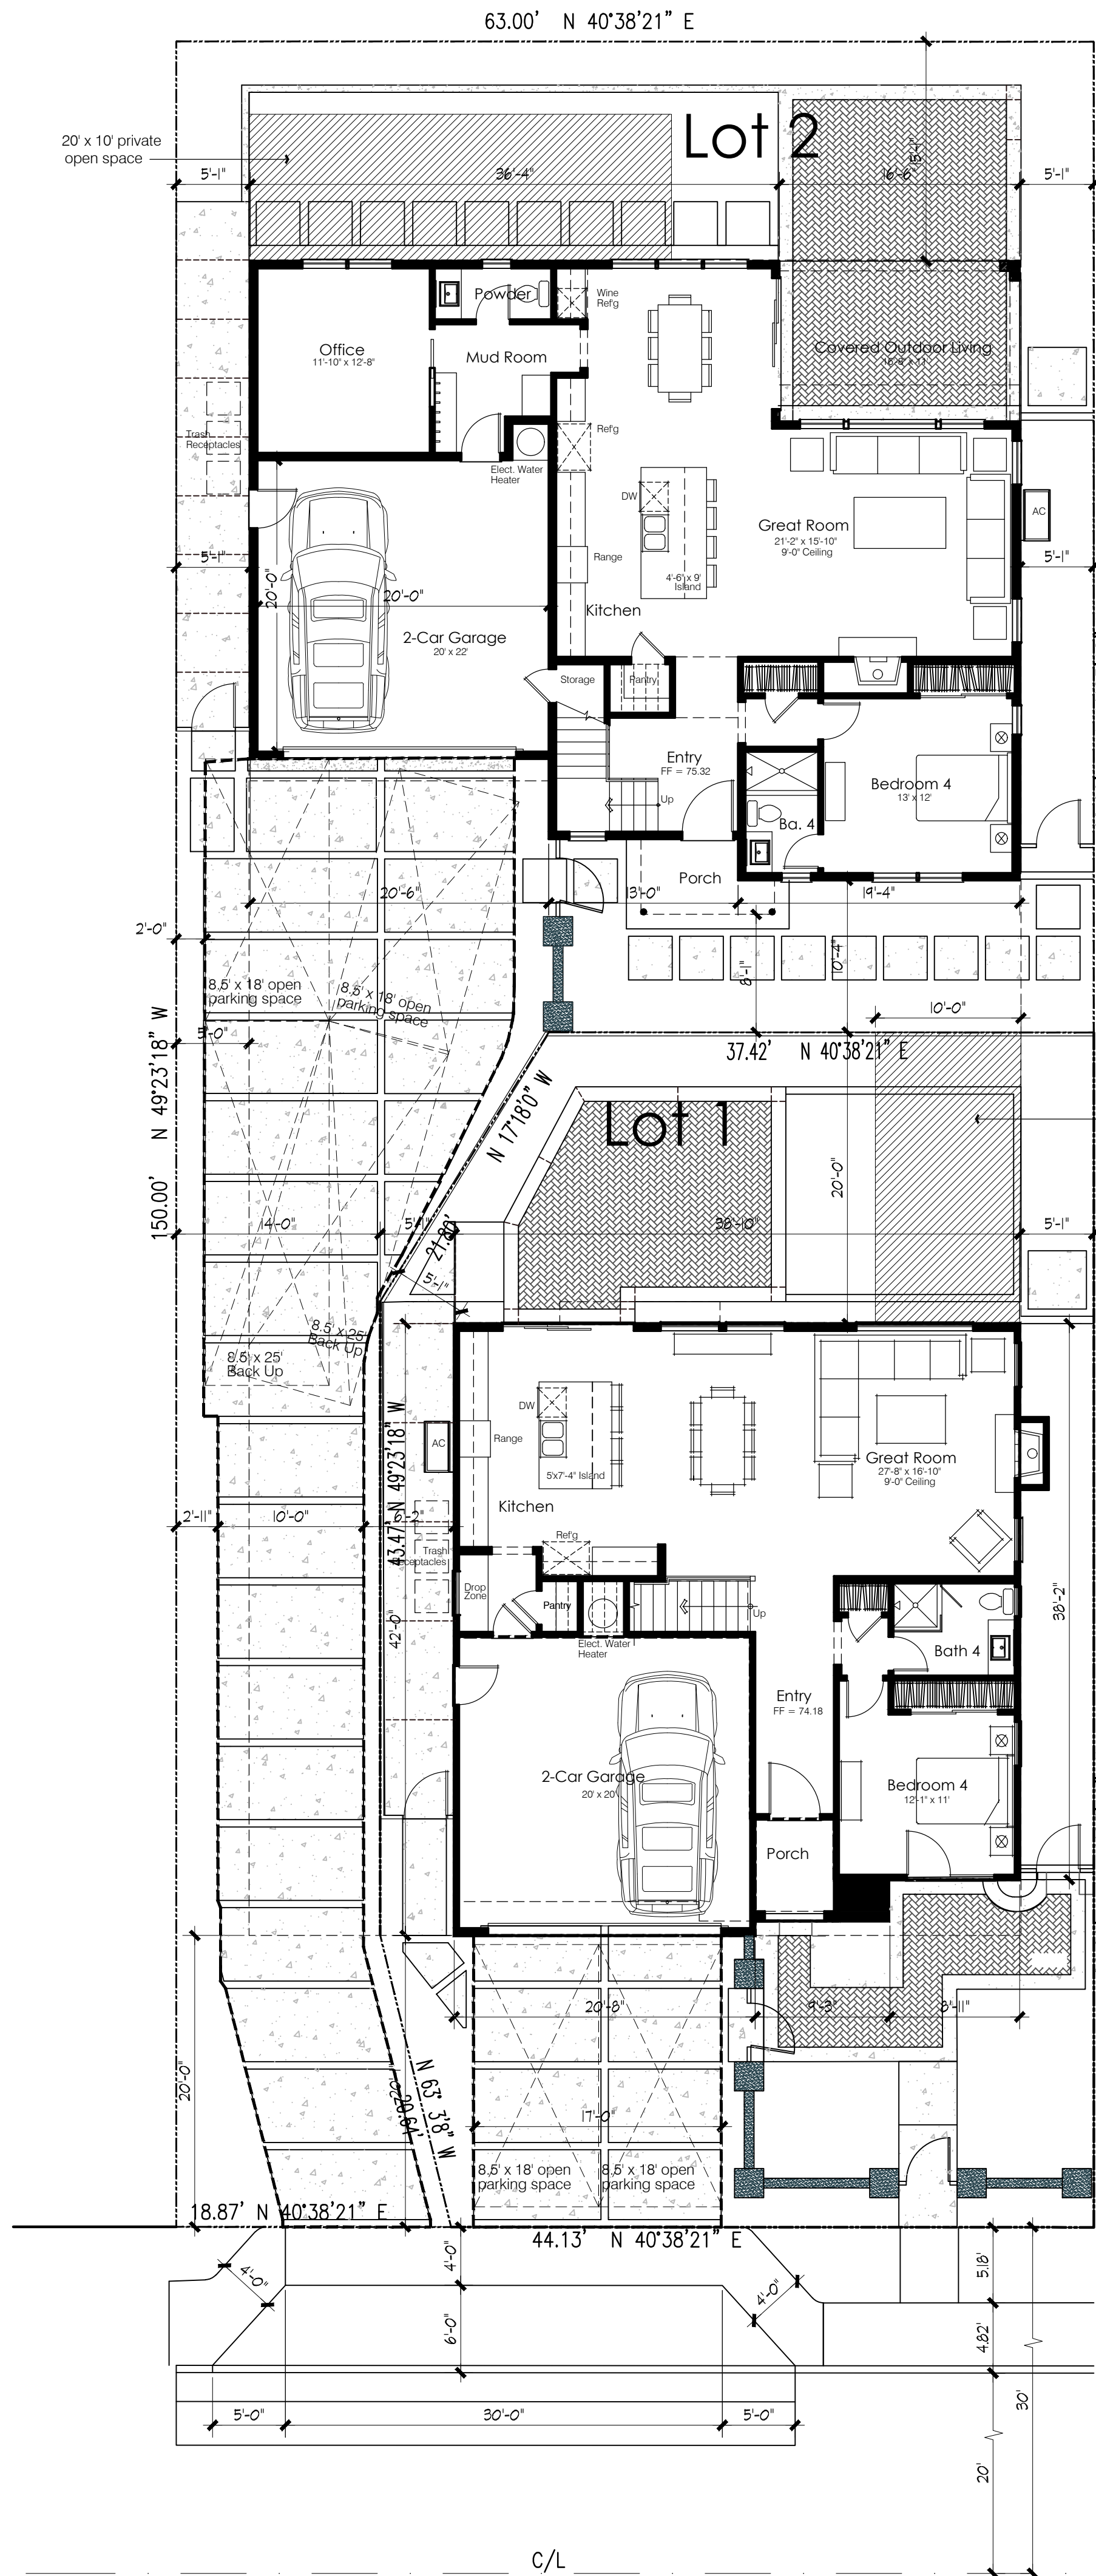 63.00' N 40°38'21" E
Lot 2
20' x 10' private
open space
5'-1"
36'-4"
16'-6"
15'-1"
5'-1"
Powder
Wine
Ref'g
Office
11'-10" x 12'-8"
Mud Room
Covered Outdoor Living
Trash
Receptacles
Ref'g
Elect. Water
Heater
DW
Great Room
21'-2" x 15'-10"
9'-0" Ceiling
AC
5'-1"
20'-0"
20'-0"
Range
4'-6" x 9'
Island
5'-1"
Kitchen
2-Car Garage
20' x 22'
Storage
Pantry
Entry
FF = 75.32
Up
Bedroom 4
13' x 12'
Ba. 4
Porch
20'-6"
13'-0"
19'-4"
2'-0"
8'-1"
10'-4"
8.5' x 18' open
parking space
8.5' x 18' open
parking space
10'-0"
5'-0"
37.42' N 40°38'21" E
150.00' N 49°23'18" W
N 17°18'0" W
21.80'
Lot 1
20'-0"
14'-0"
5'-1"
38'-10"
5'-1"
5'-1"
8.5' x 25'
Back Up
8.5' x 25'
Back Up
43.47' N 49°23'18" W
DW
AC
Range
5'x7'-4" Island
Great Room
27'-8" x 16'-10"
9'-0" Ceiling
Kitchen
2'-11"
10'-0"
6'-2"
Ref'g
Trash
Receptacles
Drop
Zone
Pantry
Up
38'-2"
42'-0"
Elect. Water
Heater
Bath 4
Entry
FF = 74.18
2-Car Garage
20' x 20'
Bedroom 4
12'-1" x 11'
Porch
20'-8"
9'-3"
8'-11"
20'-0"
N 63° 3'8" W
20.64'
17'-0"
8.5' x 18' open
parking space
8.5' x 18' open
parking space
18.87' N 40°38'21" E
44.13' N 40°38'21" E
4'-0"
4'-0"
4'-0"
5.18'
6'-0"
4.82'
30'
5'-0"
30'-0"
5'-0"
20'
C/L